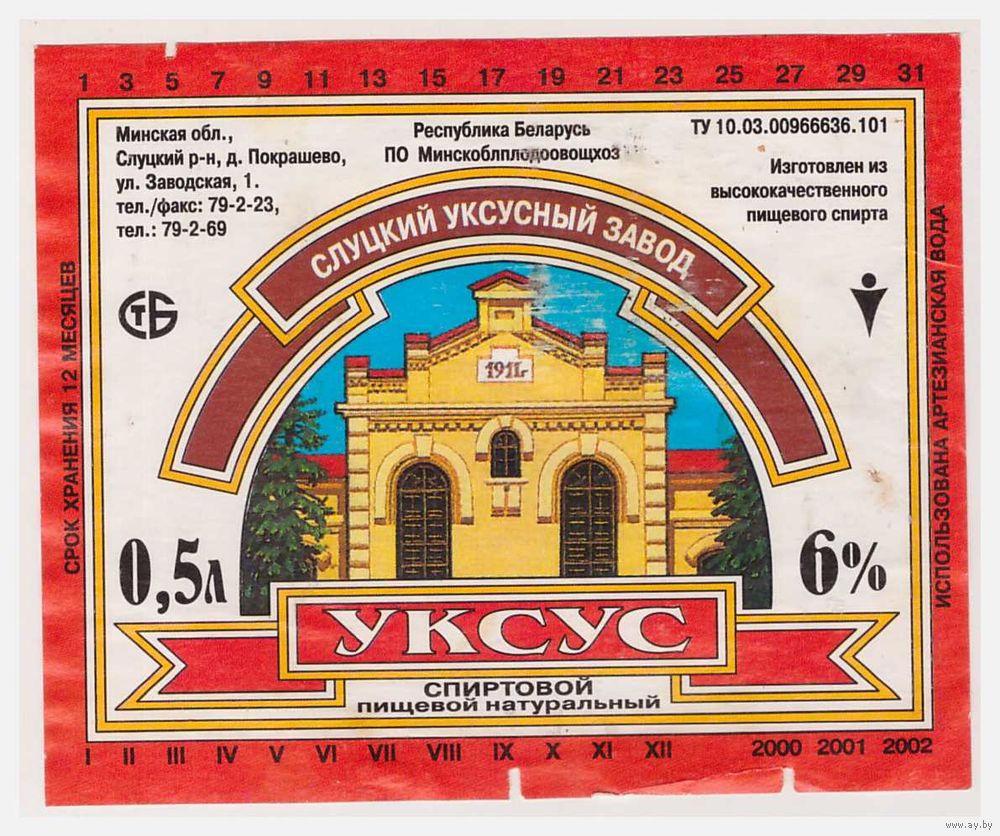 1 3 5 7 9 11 13 15 17 19 21 23 25 27 29 31
Минская обл.,
Слуцкий р-н, д. Покрашево,
ул. Заводская, 1.
тел./факс: 79-2-23,
тел.: 79-2-69
Республика Беларусь
ПО Минскоблплодоовощхоз
ТУ 10.03.00966636.101
Изготовлен из
высококачественного
пищевого спирта
СЛУЦКИЙ УКСУСНЫЙ ЗАВОД
СТБ
1911г
СРОК ХРАНЕНИЯ 12 МЕСЯЦЕВ
ИСПОЛЬЗОВАНА АРТЕЗИАНСКАЯ ВОДА
0,5л
6%
УКСУС
СПИРТОВОЙ
пищевой натуральный
I II III IV V VI VII VIII IX X XI XII 2000 2001 2002
www.ay.by